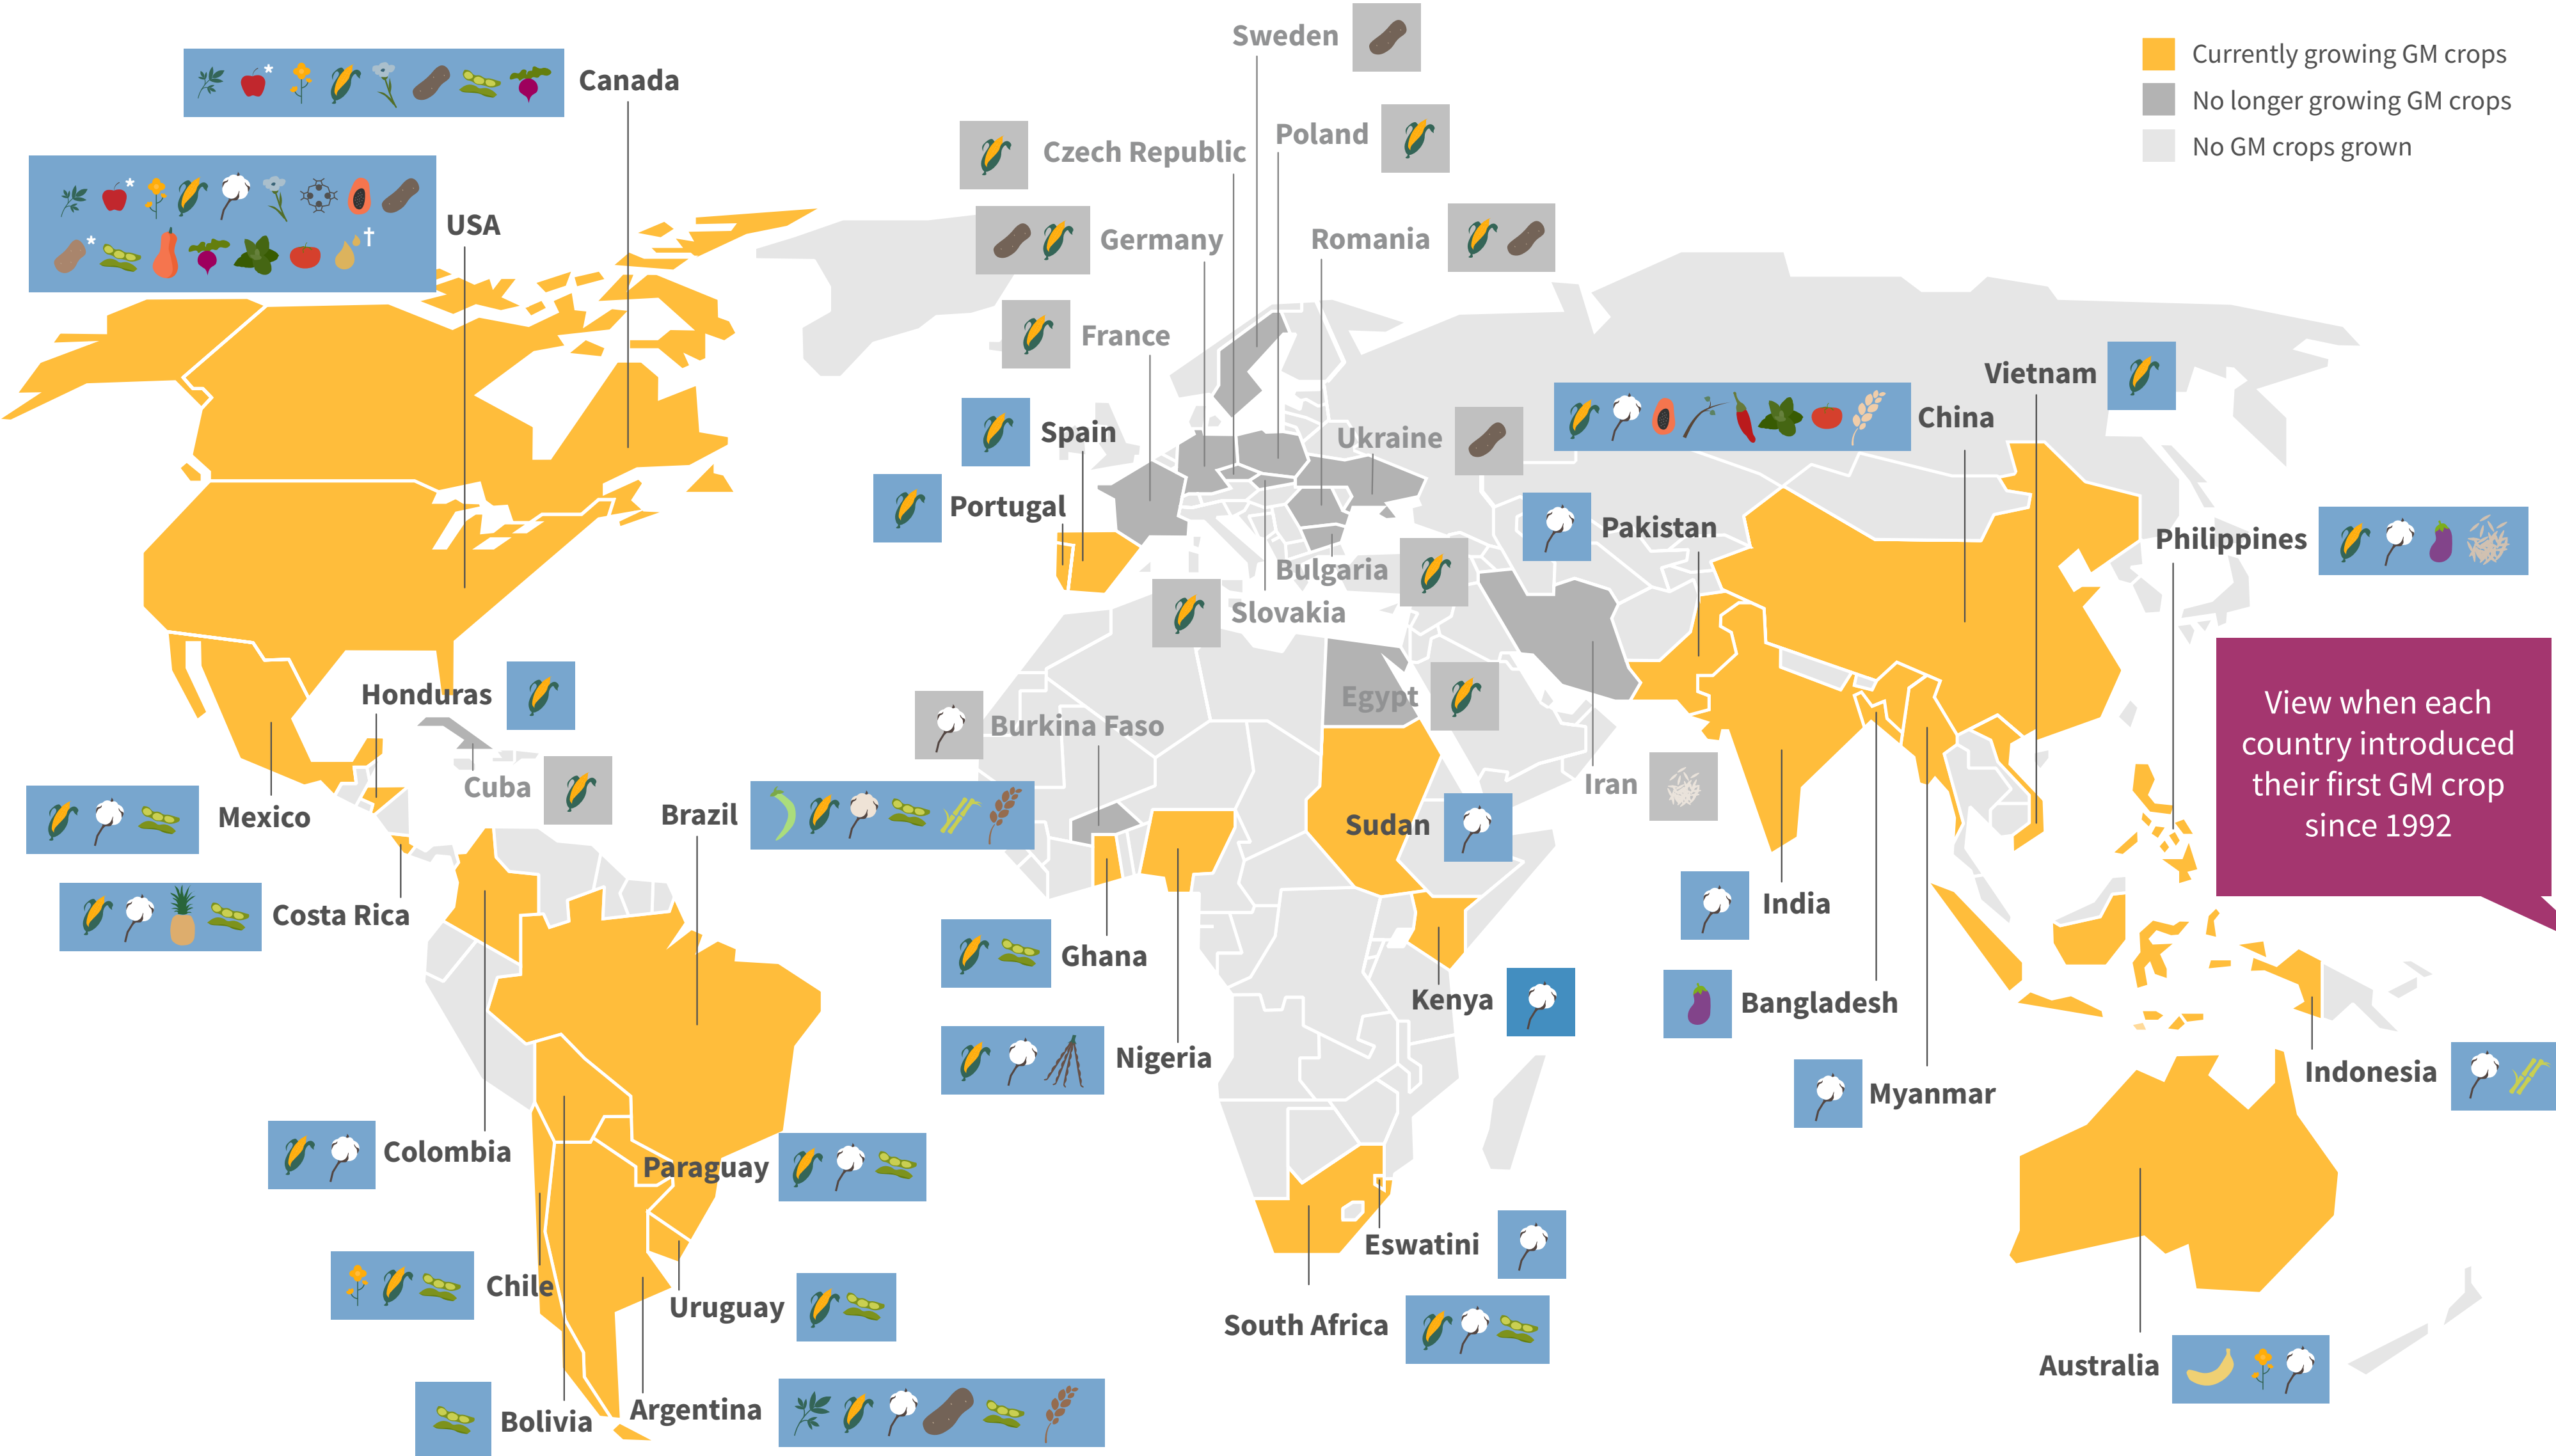 Sweden
Currently growing GM crops
No longer growing GM crops
No GM crops grown
*
Canada
Poland
Czech Republic
*
USA
Germany
Romania
* †
France
Vietnam
Spain
Ukraine
China
Portugal
Pakistan
Philippines
Bulgaria
Slovakia
Honduras
Egypt
Burkina Faso
View when each
country introduced
their first GM crop
since 1992
Cuba
Iran
Mexico
Brazil
Sudan
Costa Rica
India
Ghana
Kenya
Bangladesh
Nigeria
Indonesia
Myanmar
Colombia
Paraguay
Eswatini
Chile
Uruguay
South Africa
Australia
Bolivia
Argentina